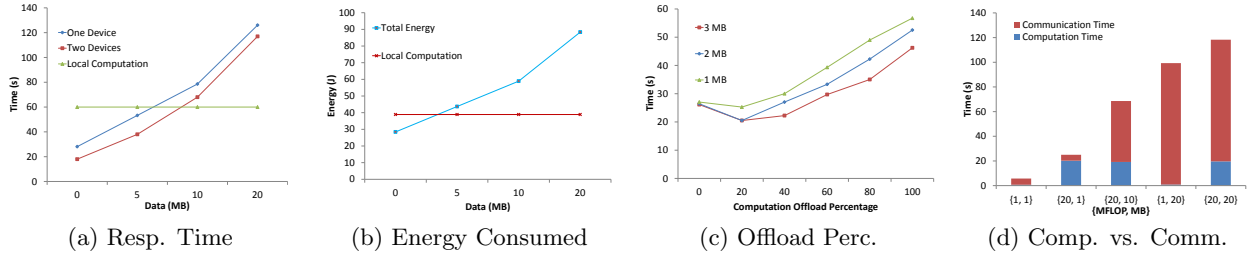 140
120
100
80
60
40
20
0
Time (s)
One Device
Two Devices
Local Computation
0 5 10 20
Data (MB)
(a) Resp. Time
100
90
80
70
60
50
40
30
20
10
0
Energy (J)
Total Energy
Local Computation
0 5 10 20
Data (MB)
(b) Energy Consumed
60
50
40
30
20
10
0
Time (s)
3 MB
2 MB
1 MB
0 20 40 60 80 100
Computation Offload Percentage
(c) Offload Perc.
140
120
100
80
60
40
20
0
Time (s)
Communication Time
Computation Time
{1, 1} {20, 1} {20, 10} {1, 20} {20, 20}
{MFLOP, MB}
(d) Comp. vs. Comm.